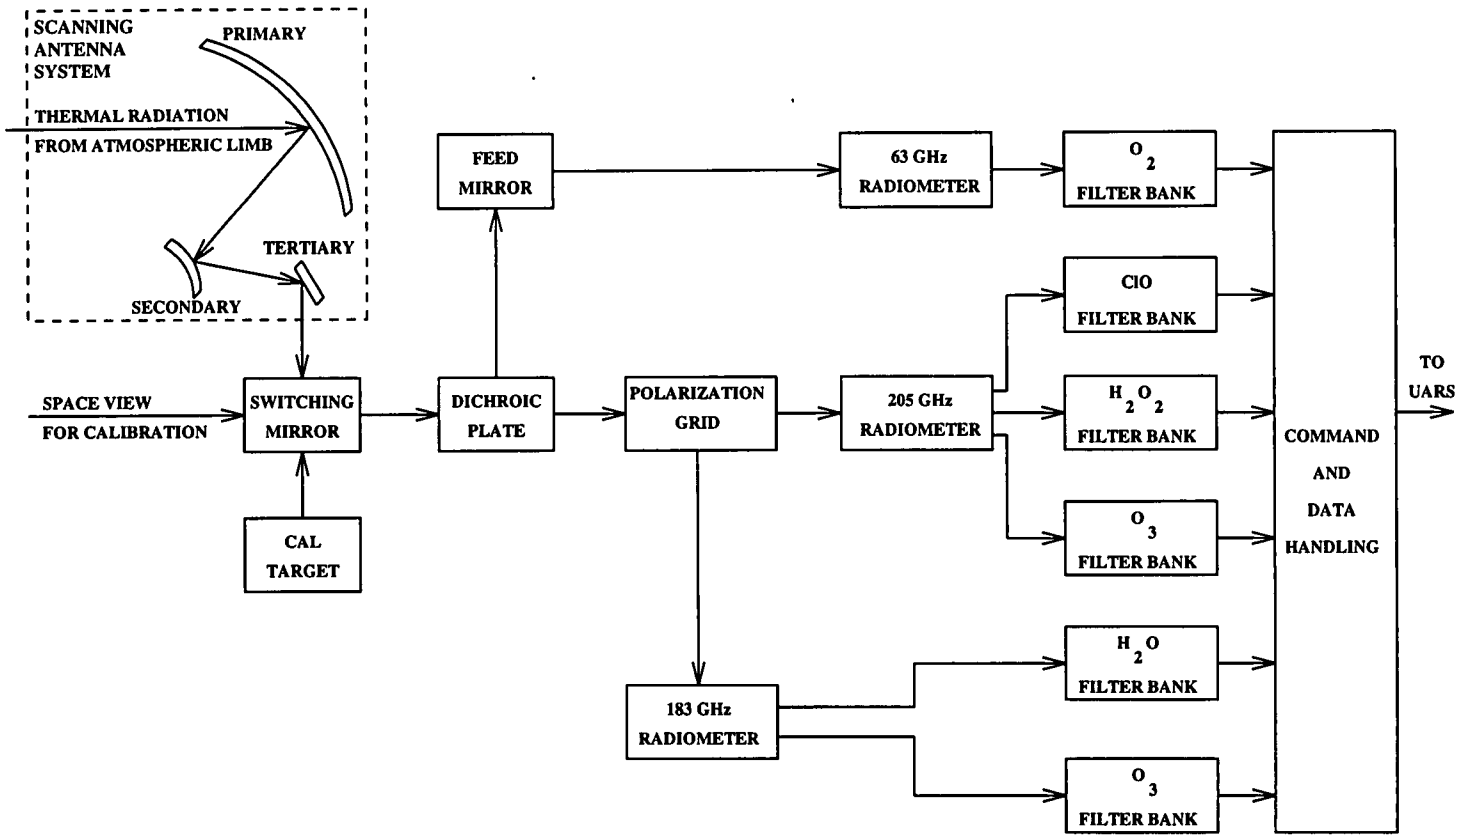 SCANNING
ANTENNA
SYSTEM
PRIMARY
THERMAL RADIATION
FROM ATMOSPHERIC LIMB
TERTIARY
SECONDARY
SPACE VIEW
FOR CALIBRATION
SWITCHING
MIRROR
CAL
TARGET
FEED
MIRROR
DICHROIC
PLATE
POLARIZATION
GRID
63 GHz
RADIOMETER
205 GHz
RADIOMETER
183 GHz
RADIOMETER
O2
FILTER BANK
ClO
FILTER BANK
H2O2
FILTER BANK
O3
FILTER BANK
H2O
FILTER BANK
O3
FILTER BANK
COMMAND
AND
DATA
HANDLING
TO
UARS